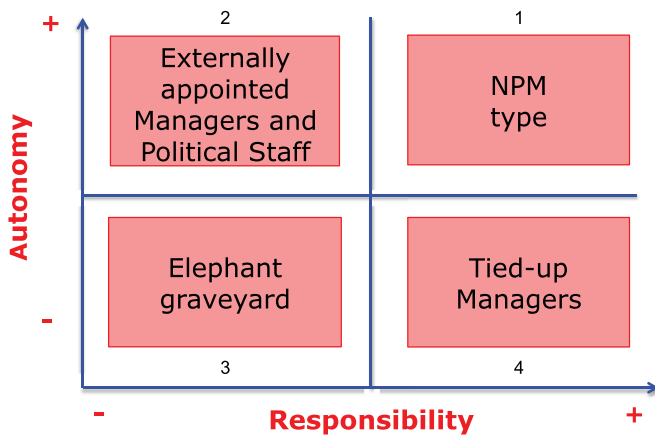 2
1
+
Externally
appointed
Managers and
Political Staff
NPM
type
Autonomy
Elephant
graveyard
Tied-up
Managers
-
3
4
-
Responsibility
+